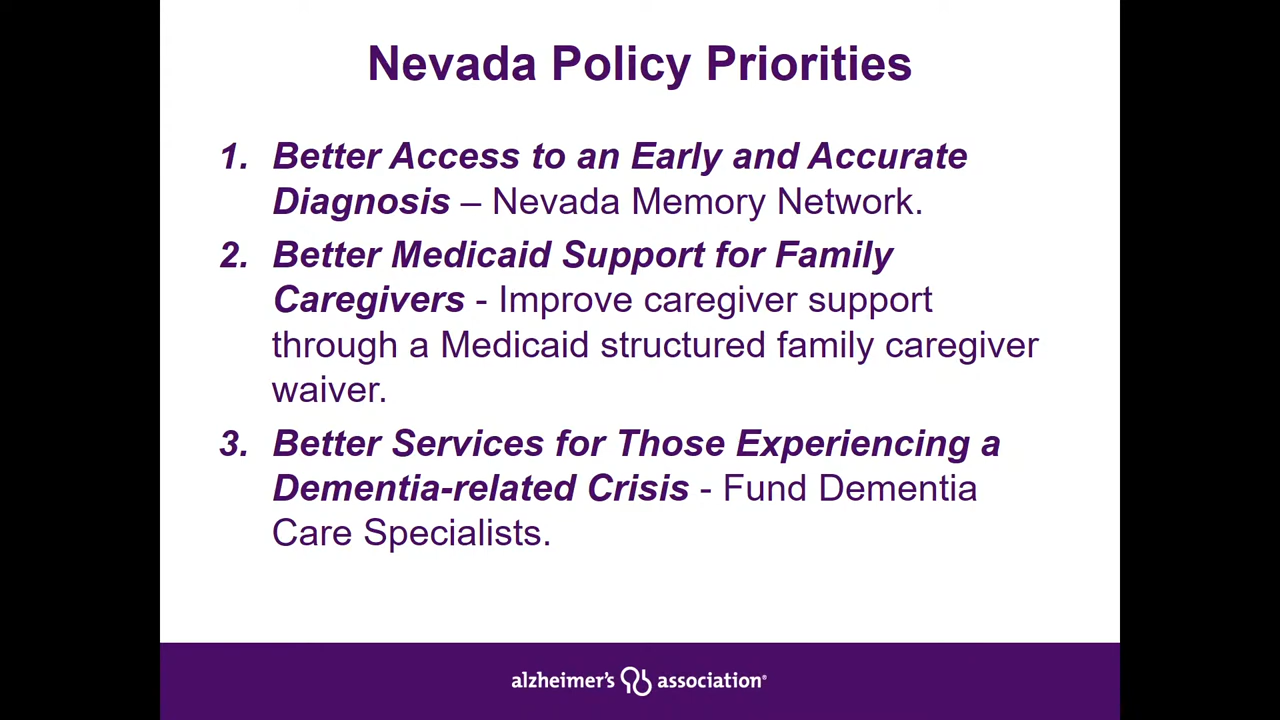 Nevada Policy Priorities
1. Better Access to an Early and Accurate
Diagnosis – Nevada Memory Network.
2. Better Medicaid Support for Family
Caregivers - Improve caregiver support
through a Medicaid structured family caregiver
waiver.
3. Better Services for Those Experiencing a
Dementia-related Crisis - Fund Dementia
Care Specialists.
alzheimer's association®